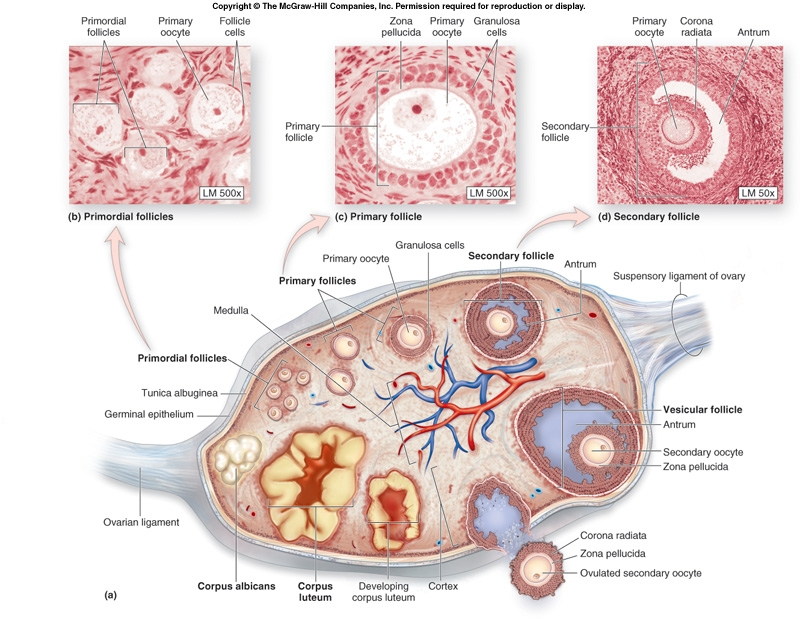 Copyright © The McGraw-Hill Companies, Inc. Permission required for reproduction or display.
Primordial
follicles
Primary
oocyte
Follicle
cells
Zona
pellucida
Primary
oocyte
Granulosa
cells
Primary
oocyte
Corona
radiata
Antrum
Primary
follicle
Secondary
follicle
LM 500x
LM 500x
LM 50x
(b) Primordial follicles
(c) Primary follicle
(d) Secondary follicle
Granulosa cells
Primary oocyte
Secondary follicle
Antrum
Primary follicles
Suspensory ligament of ovary
Medulla
Primordial follicles
Tunica albuginea
Germinal epithelium
Vesicular follicle
Antrum
Secondary oocyte
Zona pellucida
Ovarian ligament
Corona radiata
Zona pellucida
Ovulated secondary oocyte
Corpus albicans
Corpus
luteum
Developing
corpus luteum
Cortex
(a)